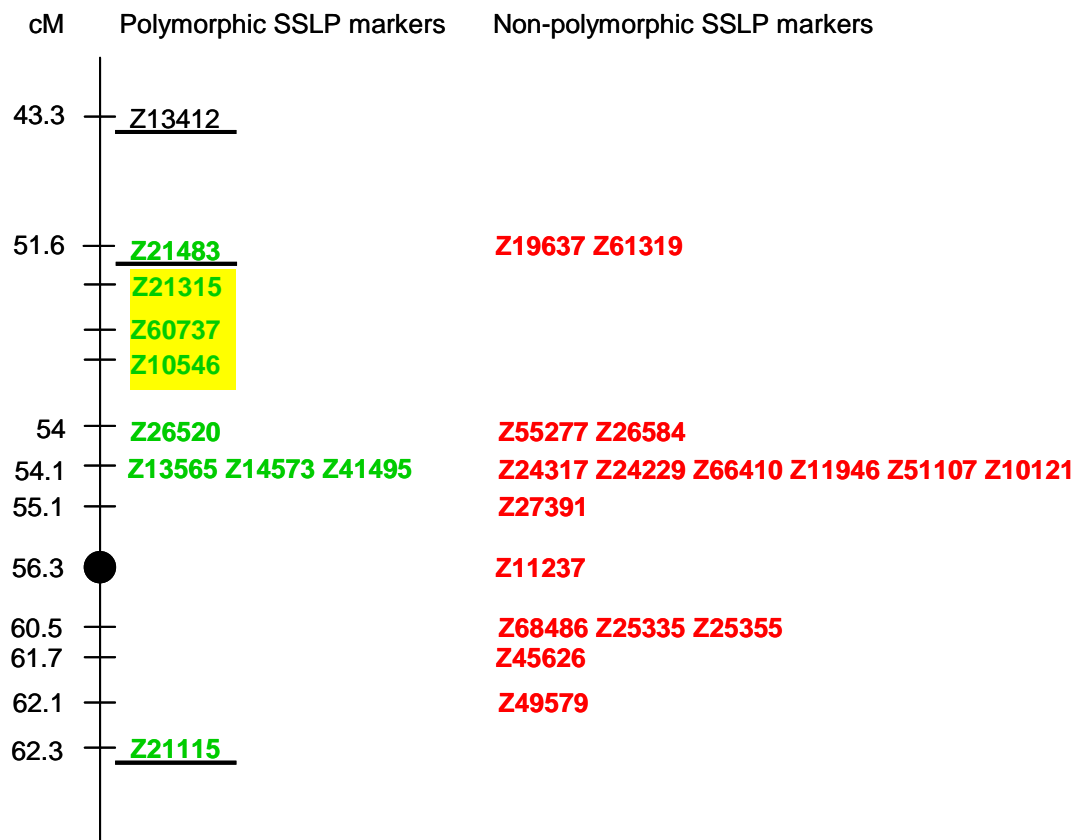 cM Polymorphic SSLP markers Non-polymorphic SSLP markers
43.3 Z13412
51.6 Z21483 Z19637 Z61319
Z21315
Z60737
Z10546
54 Z26520 Z55277 Z26584
54.1 Z13565 Z14573 Z41495 Z24317 Z24229 Z66410 Z11946 Z51107 Z10121
55.1 Z27391
56.3 Z11237
60.5 Z68486 Z25335 Z25355
61.7 Z45626
62.1 Z49579
62.3 Z21115